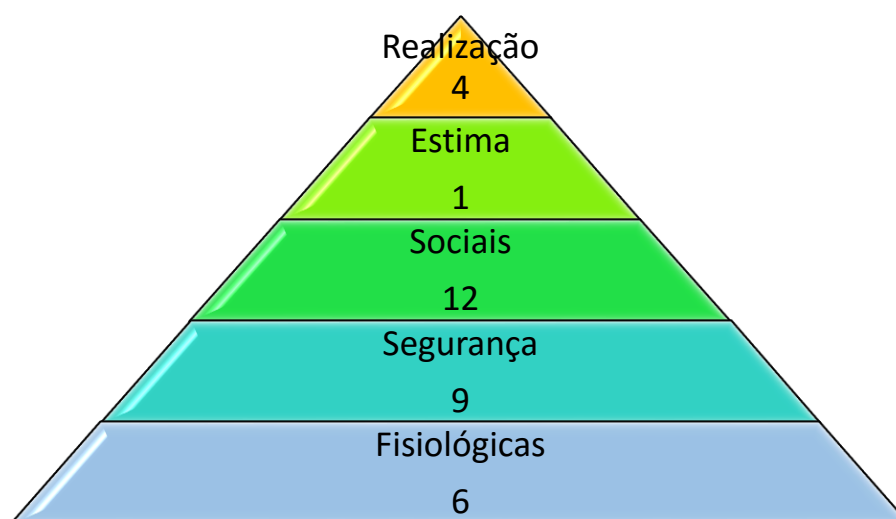 Realização
4
Estima
1
Sociais
12
Segurança
9
Fisiológicas
6